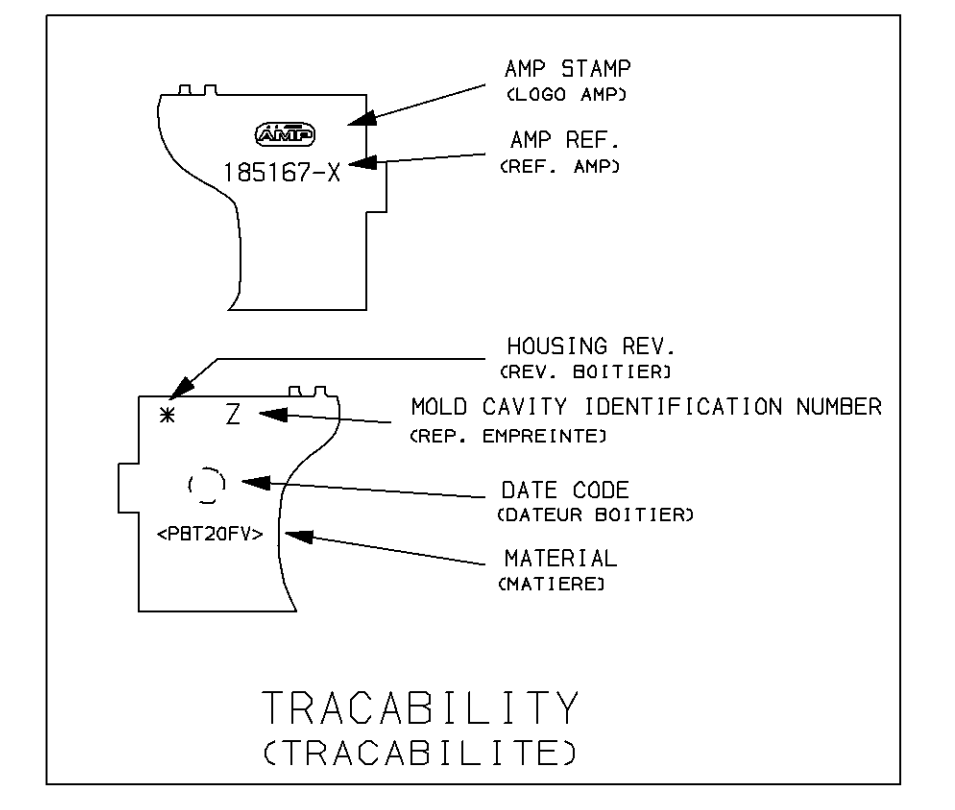 AMP STAMP
(LOGO AMP)
AMP
AMP REF.
(REF. AMP)
185167-X
HOUSING REV.
(REV. BOITIER)
* Z
MOLD CAVITY IDENTIFICATION NUMBER
(REP. EMPREINTE)
DATE CODE
(DATEUR BOITIER)
<PBT20FV>
MATERIAL
(MATIERE)
TRACABILITY
(TRACABILITE)